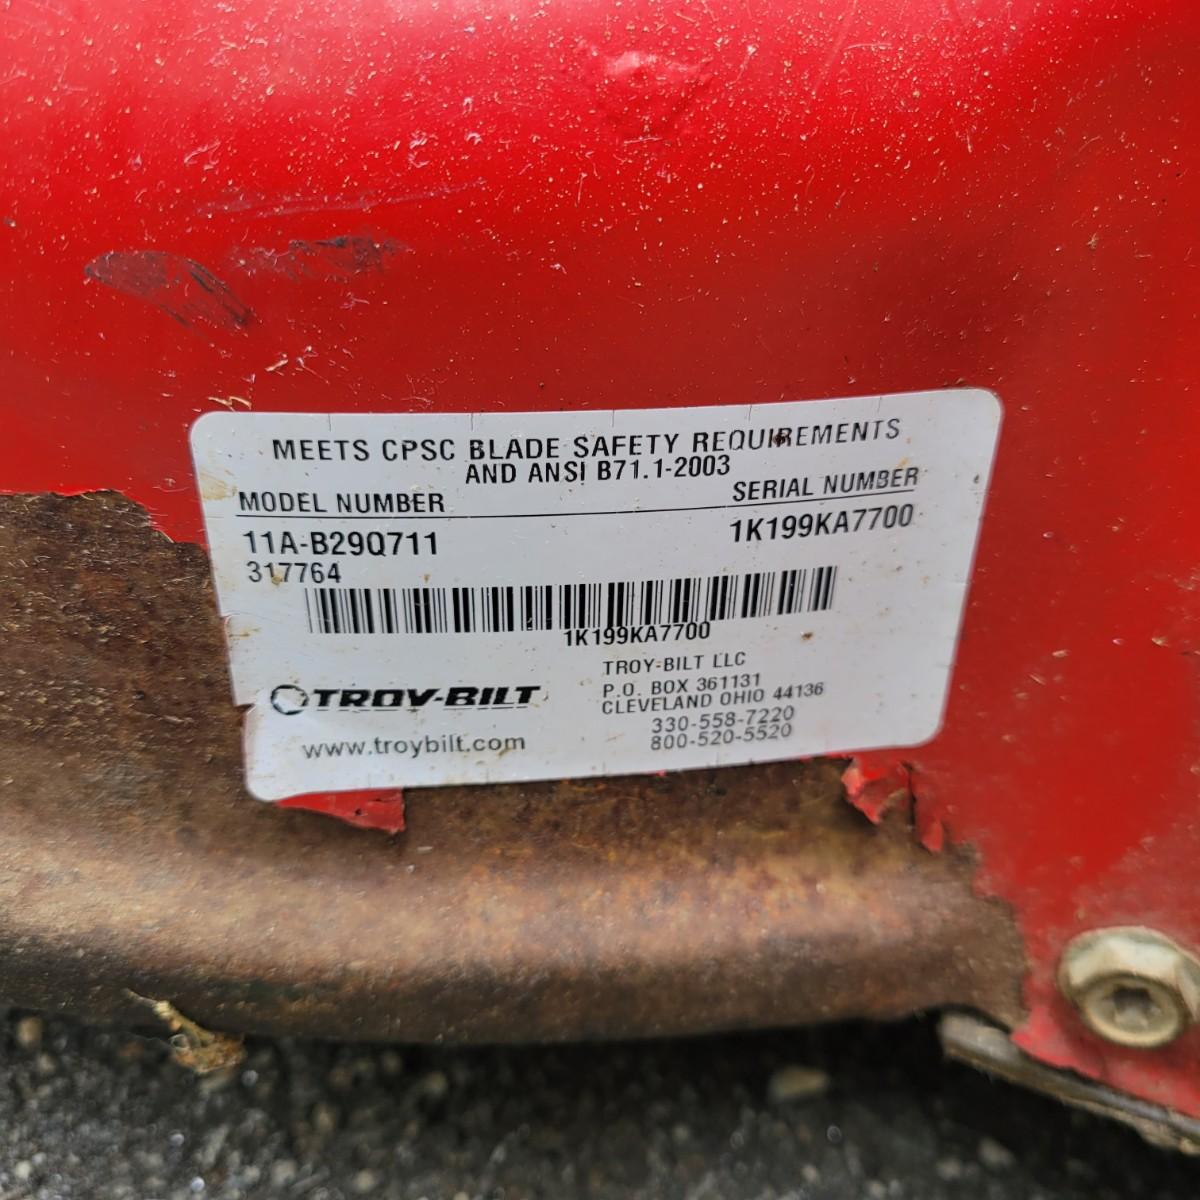 MEETS CPSC BLADE SAFETY REQUIREMENTS
AND ANSI B71.1-2003
MODEL NUMBER SERIAL NUMBER
11A-B29Q711 1K199KA7700
317764
1K199KA7700
TROY-BILT LLC
P.O. BOX 361131
CLEVELAND OHIO 44136
330-558-7220
800-520-5520
TROY-BILT
www.troybilt.com